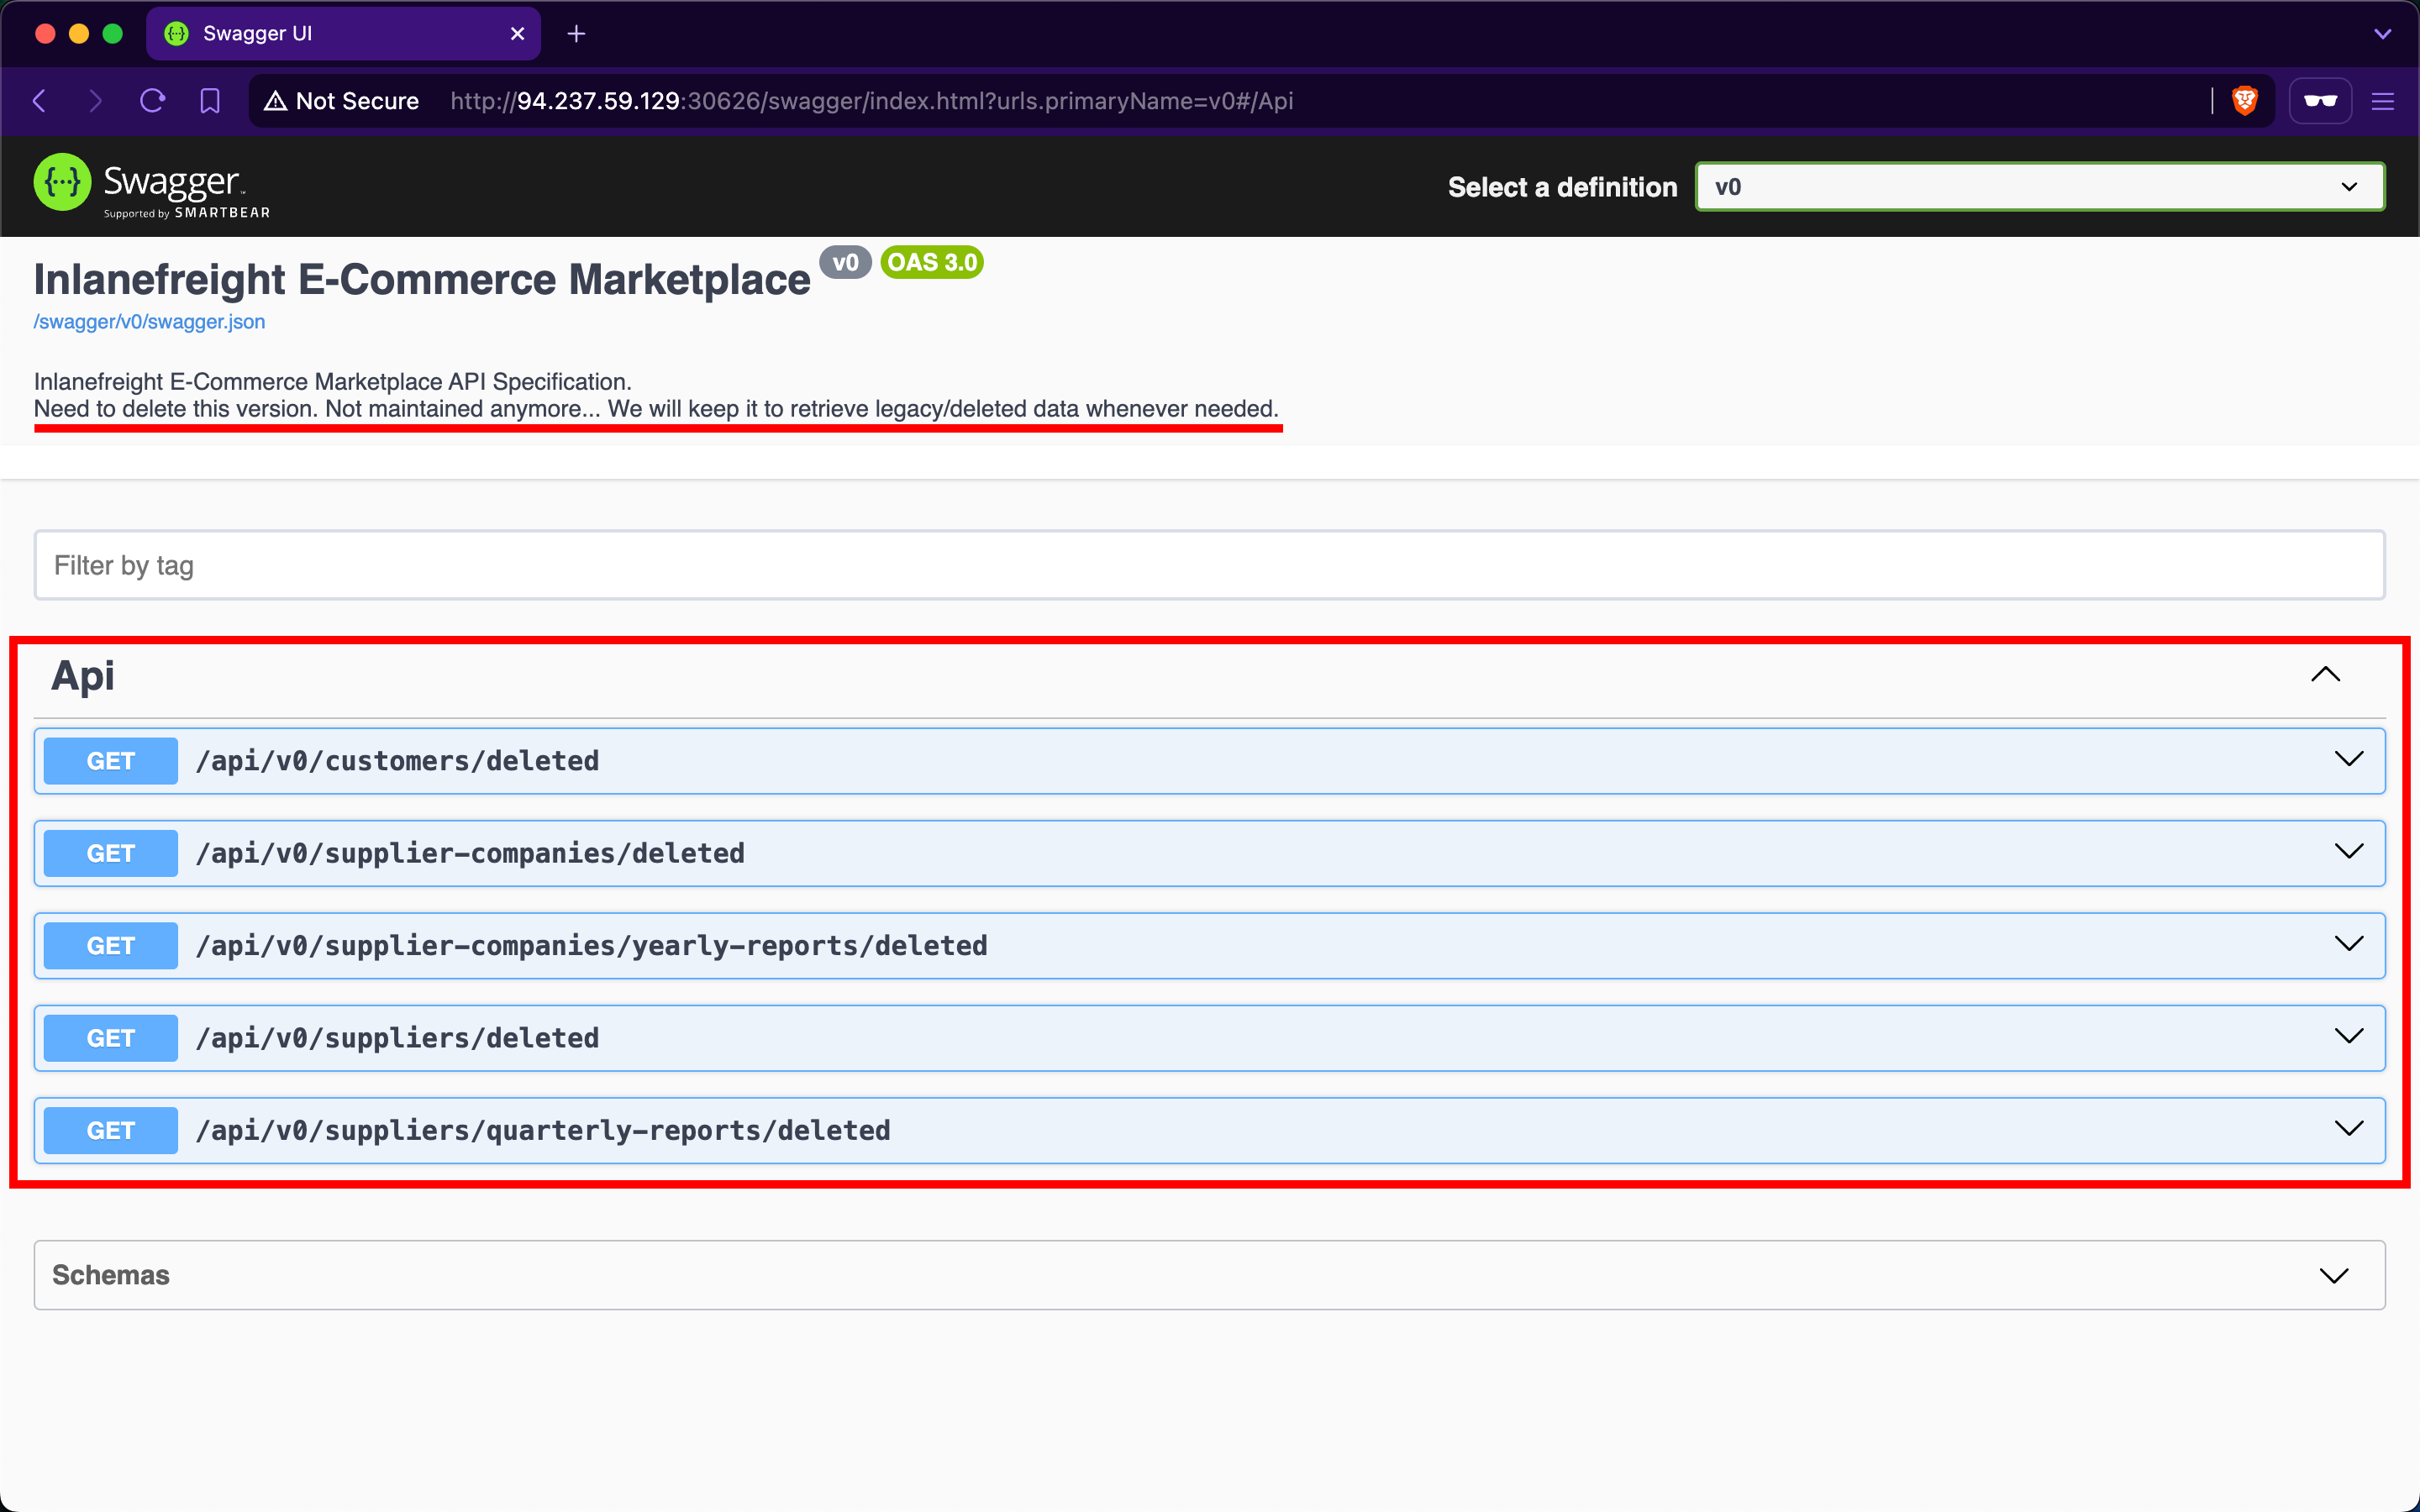 Swagger UI
Not Secure http://94.237.59.129:30626/swagger/index.html?urls.primaryName=v0#/Api
Swagger™
Supported by SMARTBEAR
Select a definition v0
Inlanefreight E-Commerce Marketplace v0 OAS 3.0
/swagger/v0/swagger.json
Inlanefreight E-Commerce Marketplace API Specification.
Need to delete this version. Not maintained anymore... We will keep it to retrieve legacy/deleted data whenever needed.
Filter by tag
Api
GET /api/v0/customers/deleted
GET /api/v0/supplier-companies/deleted
GET /api/v0/supplier-companies/yearly-reports/deleted
GET /api/v0/suppliers/deleted
GET /api/v0/suppliers/quarterly-reports/deleted
Schemas